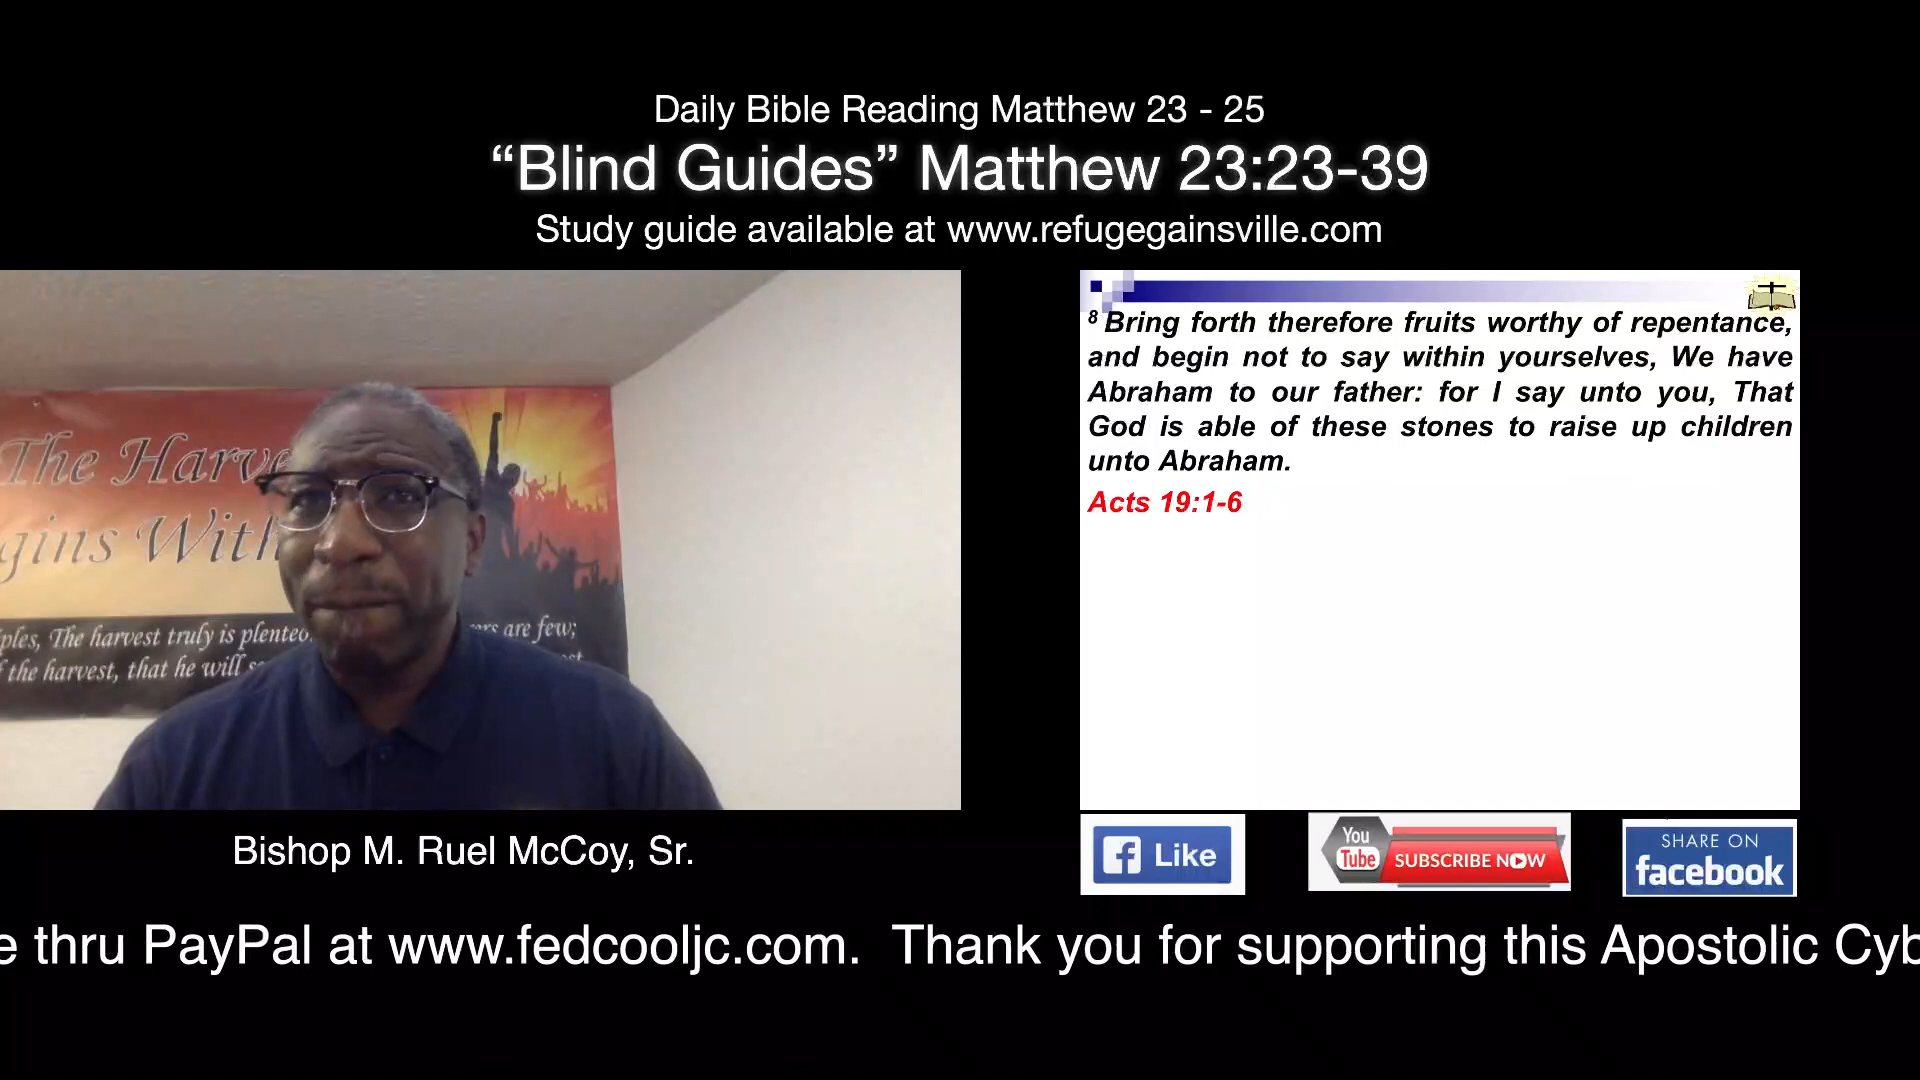 Daily Bible Reading Matthew 23 - 25
“Blind Guides” Matthew 23:23-39
Study guide available at www.refugegainsville.com
The Harve
gins With
ples, The harvest truly is plenteo
ers are few;
f the harvest, that he will se
est
8 Bring forth therefore fruits worthy of repentance,
and begin not to say within yourselves, We have
Abraham to our father: for I say unto you, That
God is able of these stones to raise up children
unto Abraham.
Acts 19:1-6
Bishop M. Ruel McCoy, Sr.
f Like
You
Tube
SUBSCRIBE NOW
SHARE ON
facebook
e thru PayPal at www.fedcooljc.com. Thank you for supporting this Apostolic Cyb